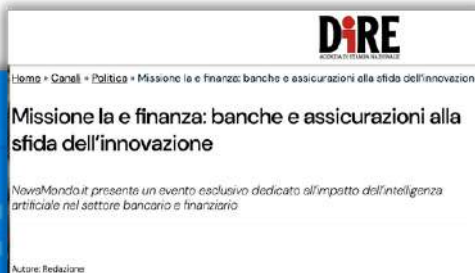 DiRE
AGENZIA DI STAMPA NAZIONALE
Home » Canali » Politica » Missione Ia e finanza: banche e assicurazioni alla sfida dell'innovazion
Missione Ia e finanza: banche e assicurazioni alla
sfida dell'innovazione
NewsMondo.it presenta un evento esclusivo dedicato all'impatto dell'intelligenza
artificiale nel settore bancario e finanziario
Autore: Redazione